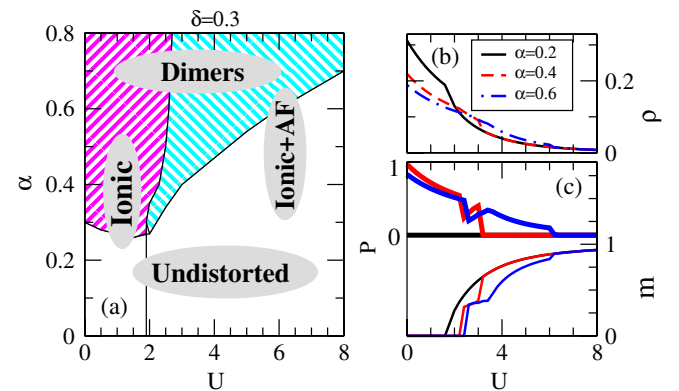 δ=0.3
0.8
0.6
0.4
0.2
0
α
0
2
4
6
8
U
Dimers
Ionic
Ionic+AF
Undistorted
(a)
(b)
α=0.2
α=0.4
α=0.6
0.2
0
ρ
(c)
1
0
P
1
0
m
0
4
8
U